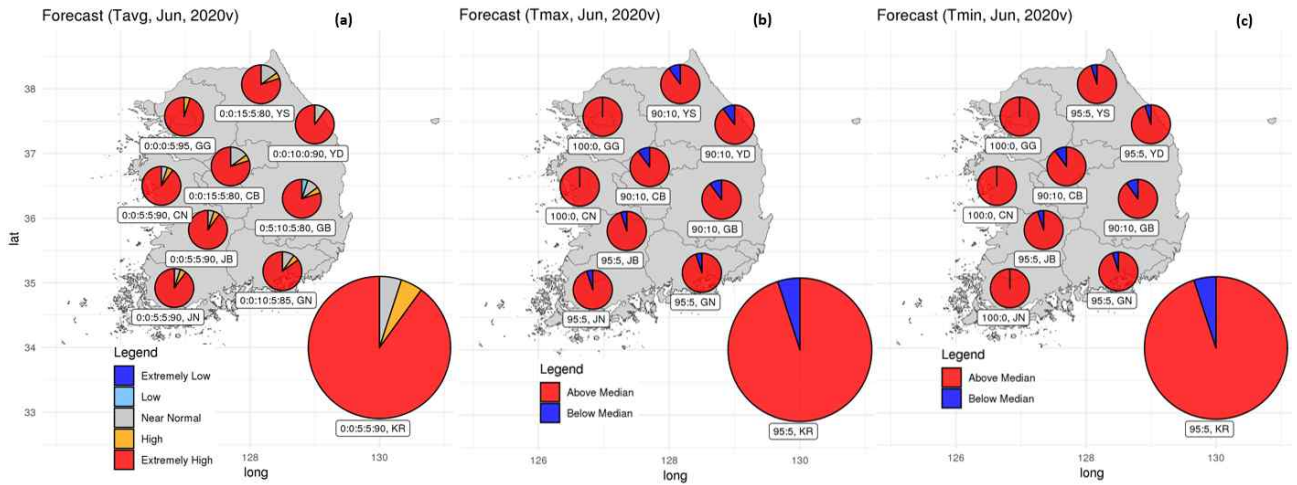 Forecast (Tavg, Jun, 2020v)
(a)
38
37
36
35
34
33
lat
0:0:15:5:80, YS
0:0:0:5:95, GG
0:0:10:0:90, YD
0:0:15:5:80, CB
0:0:5:5:90, CN
0:5:10:5:80, GB
0:0:5:5:90, JB
0:0:10:5:85, GN
0:0:5:5:90, JN
0:0:5:5:90, KR
Legend
Extremely Low
Low
Near Normal
High
Extremely High
128
130
long
Forecast (Tmax, Jun, 2020v)
(b)
90:10, YS
100:0, GG
90:10, YD
90:10, CB
100:0, CN
90:10, GB
95:5, JB
95:5, GN
95:5, JN
95:5, KR
Legend
Above Median
Below Median
126
128
130
long
Forecast (Tmin, Jun, 2020v)
(c)
95:5, YS
100:0, GG
95:5, YD
90:10, CB
100:0, CN
90:10, GB
95:5, JB
95:5, GN
100:0, JN
95:5, KR
Legend
Above Median
Below Median
126
128
130
long